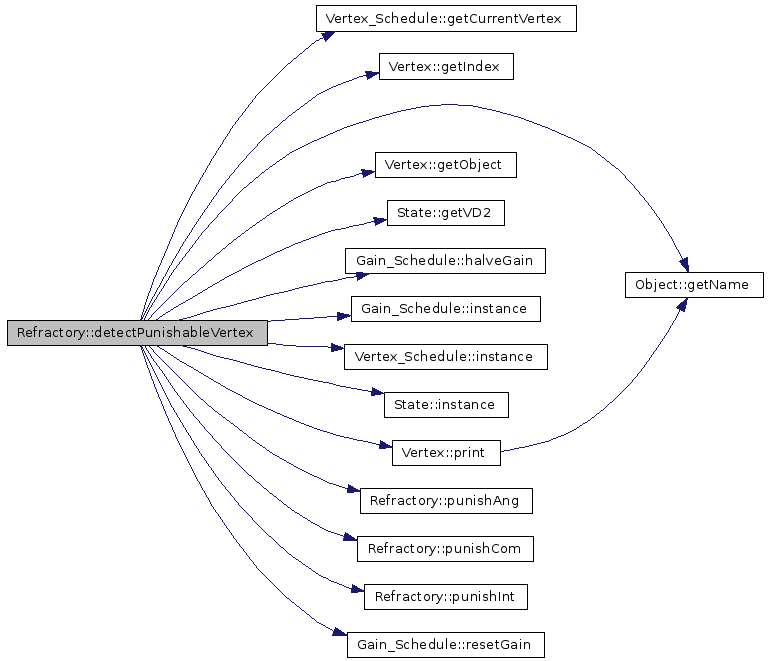 Vertex_Schedule::getCurrentVertex
Vertex::getIndex
Vertex::getObject
State::getVD2
Gain_Schedule::halveGain
Object::getName
Gain_Schedule::instance
Refractory::detectPunishableVertex
Vertex_Schedule::instance
State::instance
Vertex::print
Refractory::punishAng
Refractory::punishCom
Refractory::punishInt
Gain_Schedule::resetGain